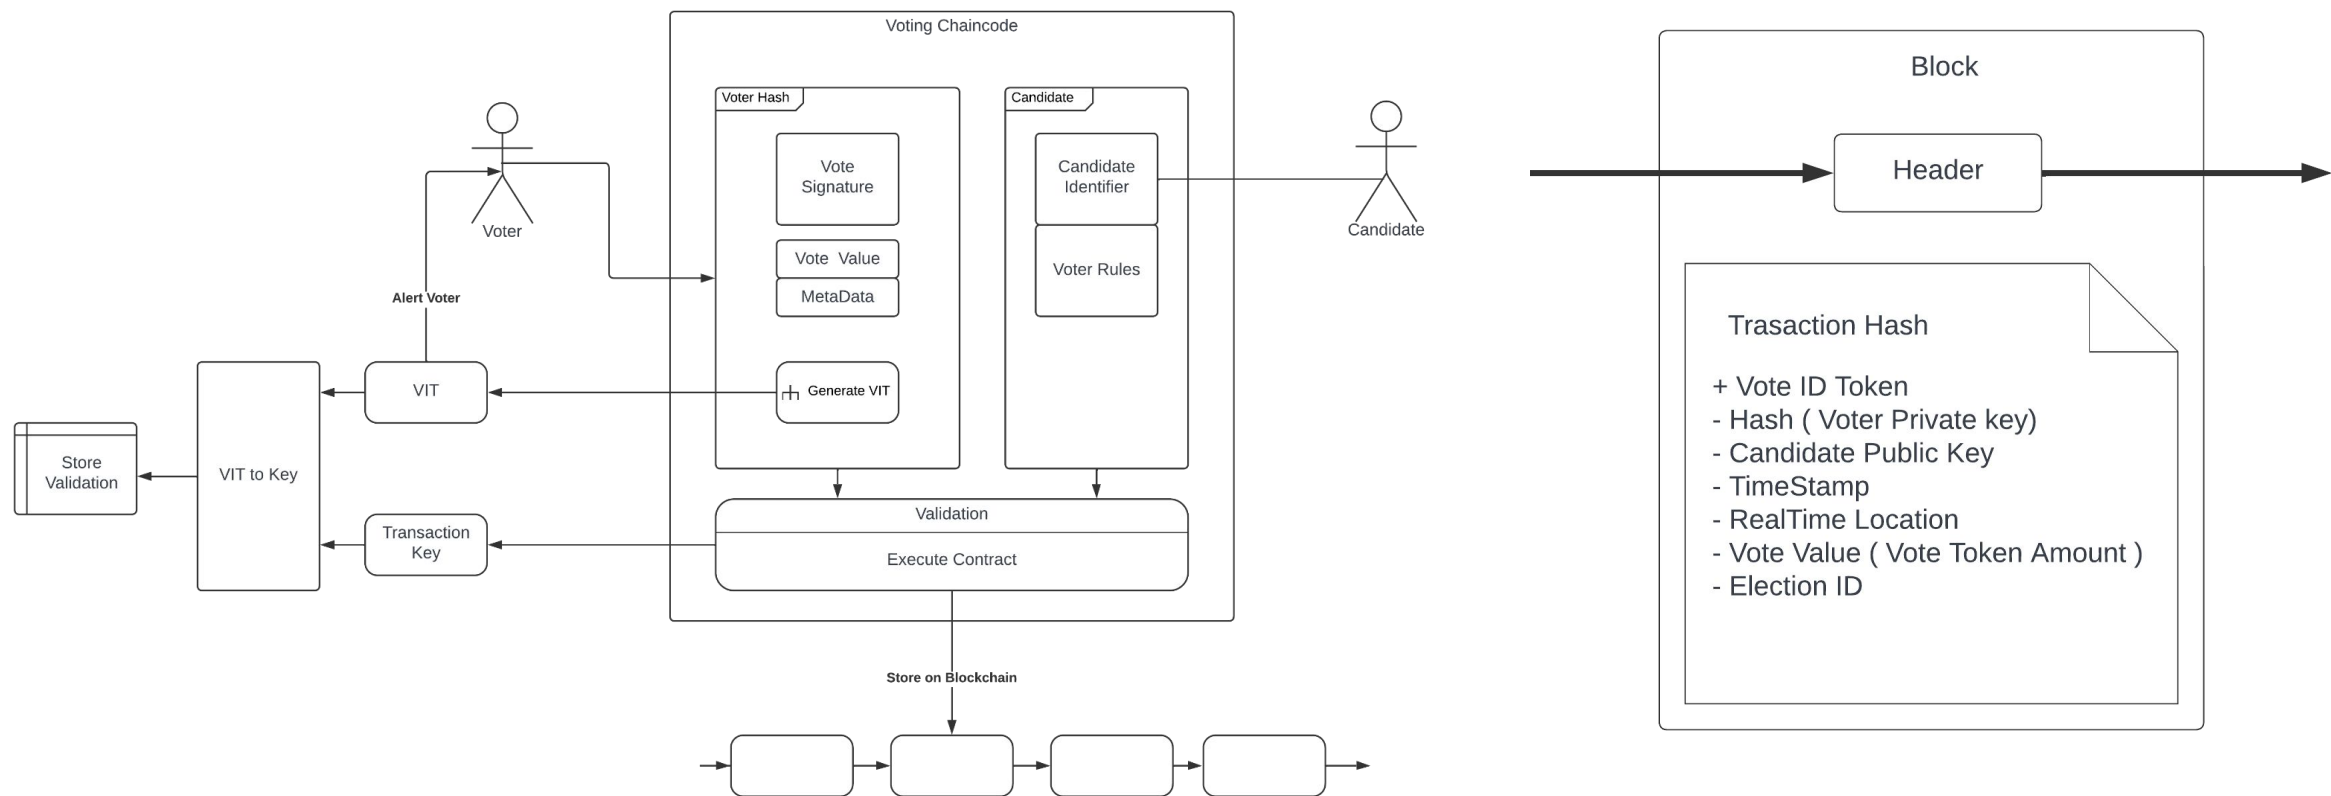 Voting Chaincode
Voter Hash
Vote
Signature
Vote  Value
MetaData
Generate VIT
Candidate
Candidate
Identifier
Voter Rules
Voter
Candidate
Alert Voter
VIT
VIT to Key
Store
Validation
Transaction
Key
Validation
Execute Contract
Store on Blockchain
Block
Header
Trasaction Hash
+ Vote ID Token
- Hash ( Voter Private key)
- Candidate Public Key
- TimeStamp
- RealTime Location
- Vote Value ( Vote Token Amount )
- Election ID